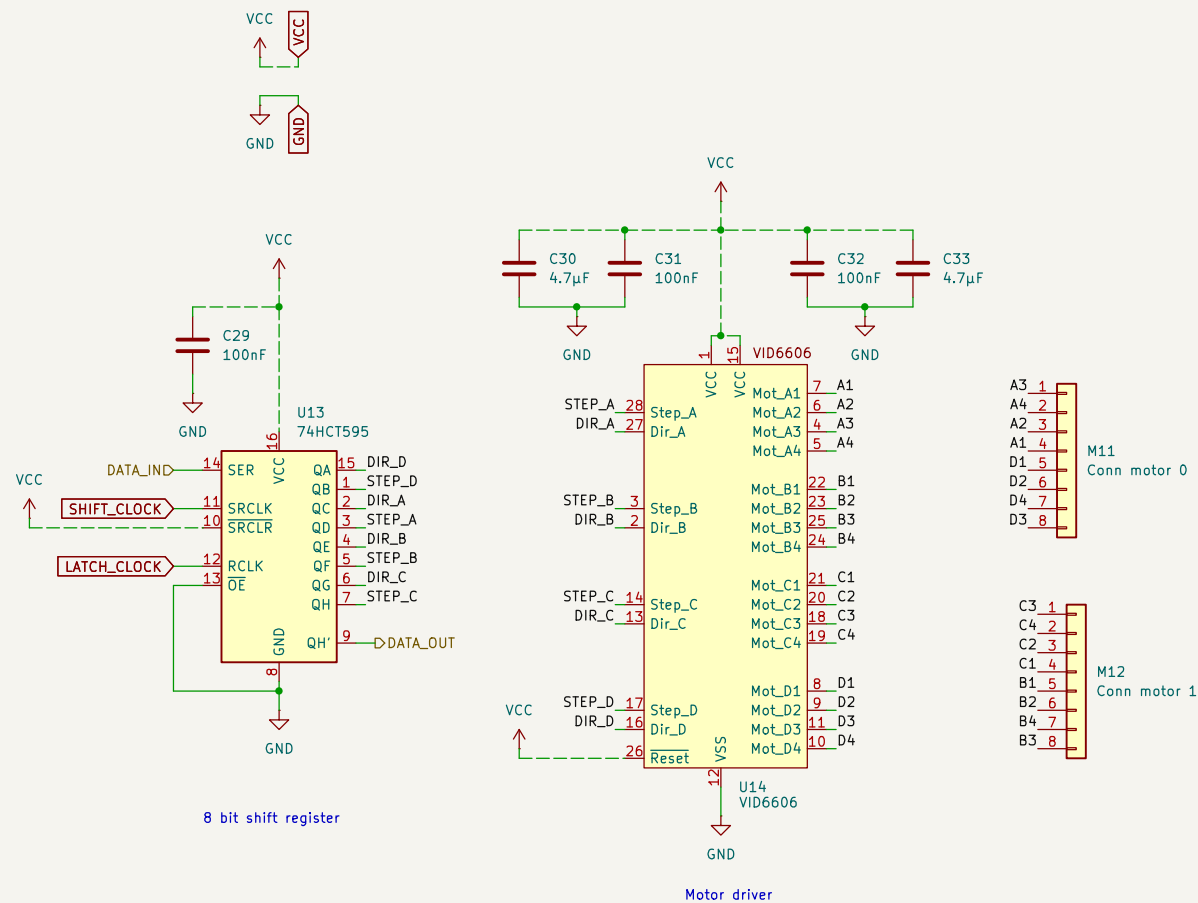 VCC
VCC
GND
GND
VCC
C29
100nF
GND
U13
74HCT595
16
VCC
DATA_IN
14
SER
VCC
SHIFT_CLOCK
11
SRCLK
10
SRCLR
LATCH_CLOCK
12
RCLK
13
OE
GND
8
GND
QA 15 DIR_D
QB 1 STEP_D
QC 2 DIR_A
QD 3 STEP_A
QE 4 DIR_B
QF 5 STEP_B
QG 6 DIR_C
QH 7 STEP_C
QH' 9 DATA_OUT
8 bit shift register
VCC
C30
4.7µF
C31
100nF
C32
100nF
C33
4.7µF
GND
GND
1
15
VID6606
VCC
VCC
STEP_A 28 Step_A
DIR_A 27 Dir_A
STEP_B 3 Step_B
DIR_B 2 Dir_B
STEP_C 14 Step_C
DIR_C 13 Dir_C
STEP_D 17 Step_D
DIR_D 16 Dir_D
VCC
26 Reset
Mot_A1 7 A1
Mot_A2 6 A2
Mot_A3 4 A3
Mot_A4 5 A4
Mot_B1 22 B1
Mot_B2 23 B2
Mot_B3 25 B3
Mot_B4 24 B4
Mot_C1 21 C1
Mot_C2 20 C2
Mot_C3 18 C3
Mot_C4 19 C4
Mot_D1 8 D1
Mot_D2 9 D2
Mot_D3 11 D3
Mot_D4 10 D4
VSS
12
U14
VID6606
GND
Motor driver
A3 1
A4 2
A2 3
A1 4
D1 5
D2 6
D4 7
D3 8
M11
Conn motor 0
C3 1
C4 2
C2 3
C1 4
B1 5
B2 6
B4 7
B3 8
M12
Conn motor 1